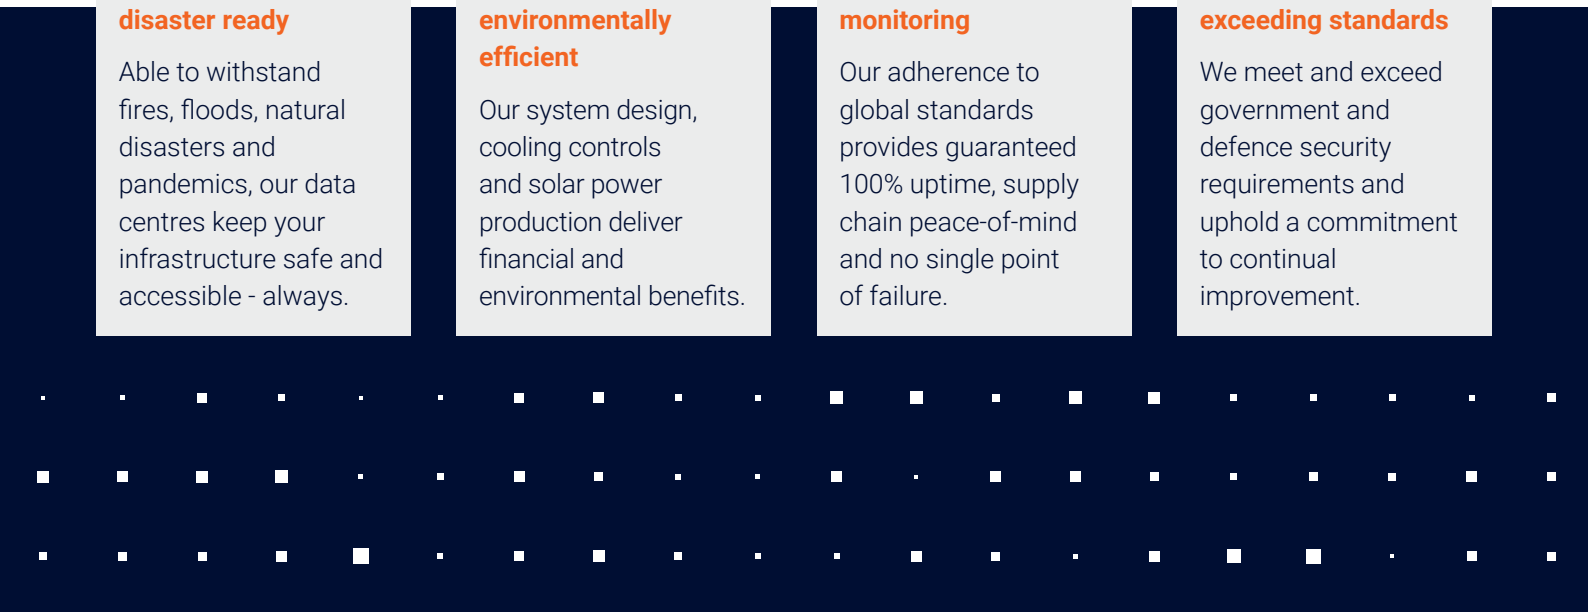 disaster ready
Able to withstand
fires, floods, natural
disasters and
pandemics, our data
centres keep your
infrastructure safe and
accessible - always.
environmentally
efficient
Our system design,
cooling controls
and solar power
production deliver
financial and
environmental benefits.
monitoring
Our adherence to
global standards
provides guaranteed
100% uptime, supply
chain peace-of-mind
and no single point
of failure.
exceeding standards
We meet and exceed
government and
defence security
requirements and
uphold a commitment
to continual
improvement.